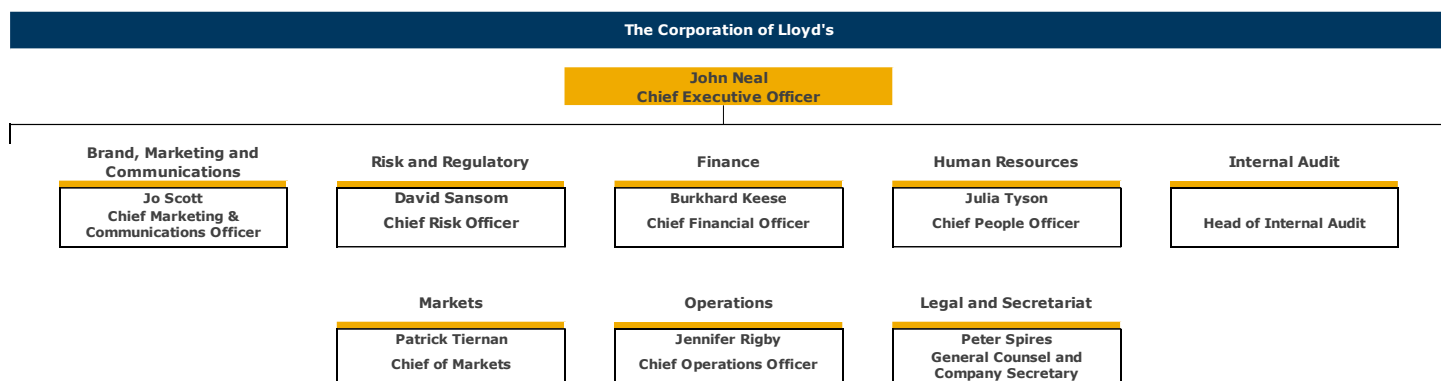 The Corporation of Lloyd's
John Neal
Chief Executive Officer
Brand, Marketing and
Communications
Jo Scott
Chief Marketing &
Communications Officer
Risk and Regulatory
David Sansom
Chief Risk Officer
Finance
Burkhard Keese
Chief Financial Officer
Human Resources
Julia Tyson
Chief People Officer
Internal Audit
Head of Internal Audit
Markets
Patrick Tiernan
Chief of Markets
Operations
Jennifer Rigby
Chief Operations Officer
Legal and Secretariat
Peter Spires
General Counsel and
Company Secretary